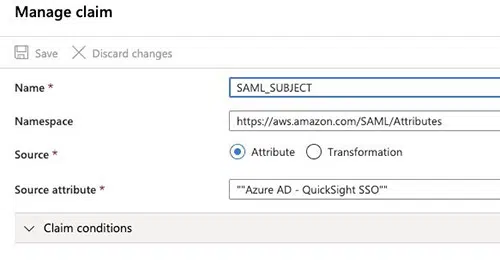 Manage claim
Save Discard changes
Name * SAML_SUBJECT
Namespace https://aws.amazon.com/SAML/Attributes
Source * Attribute Transformation
Source attribute * ""Azure AD - QuickSight SSO""
Claim conditions